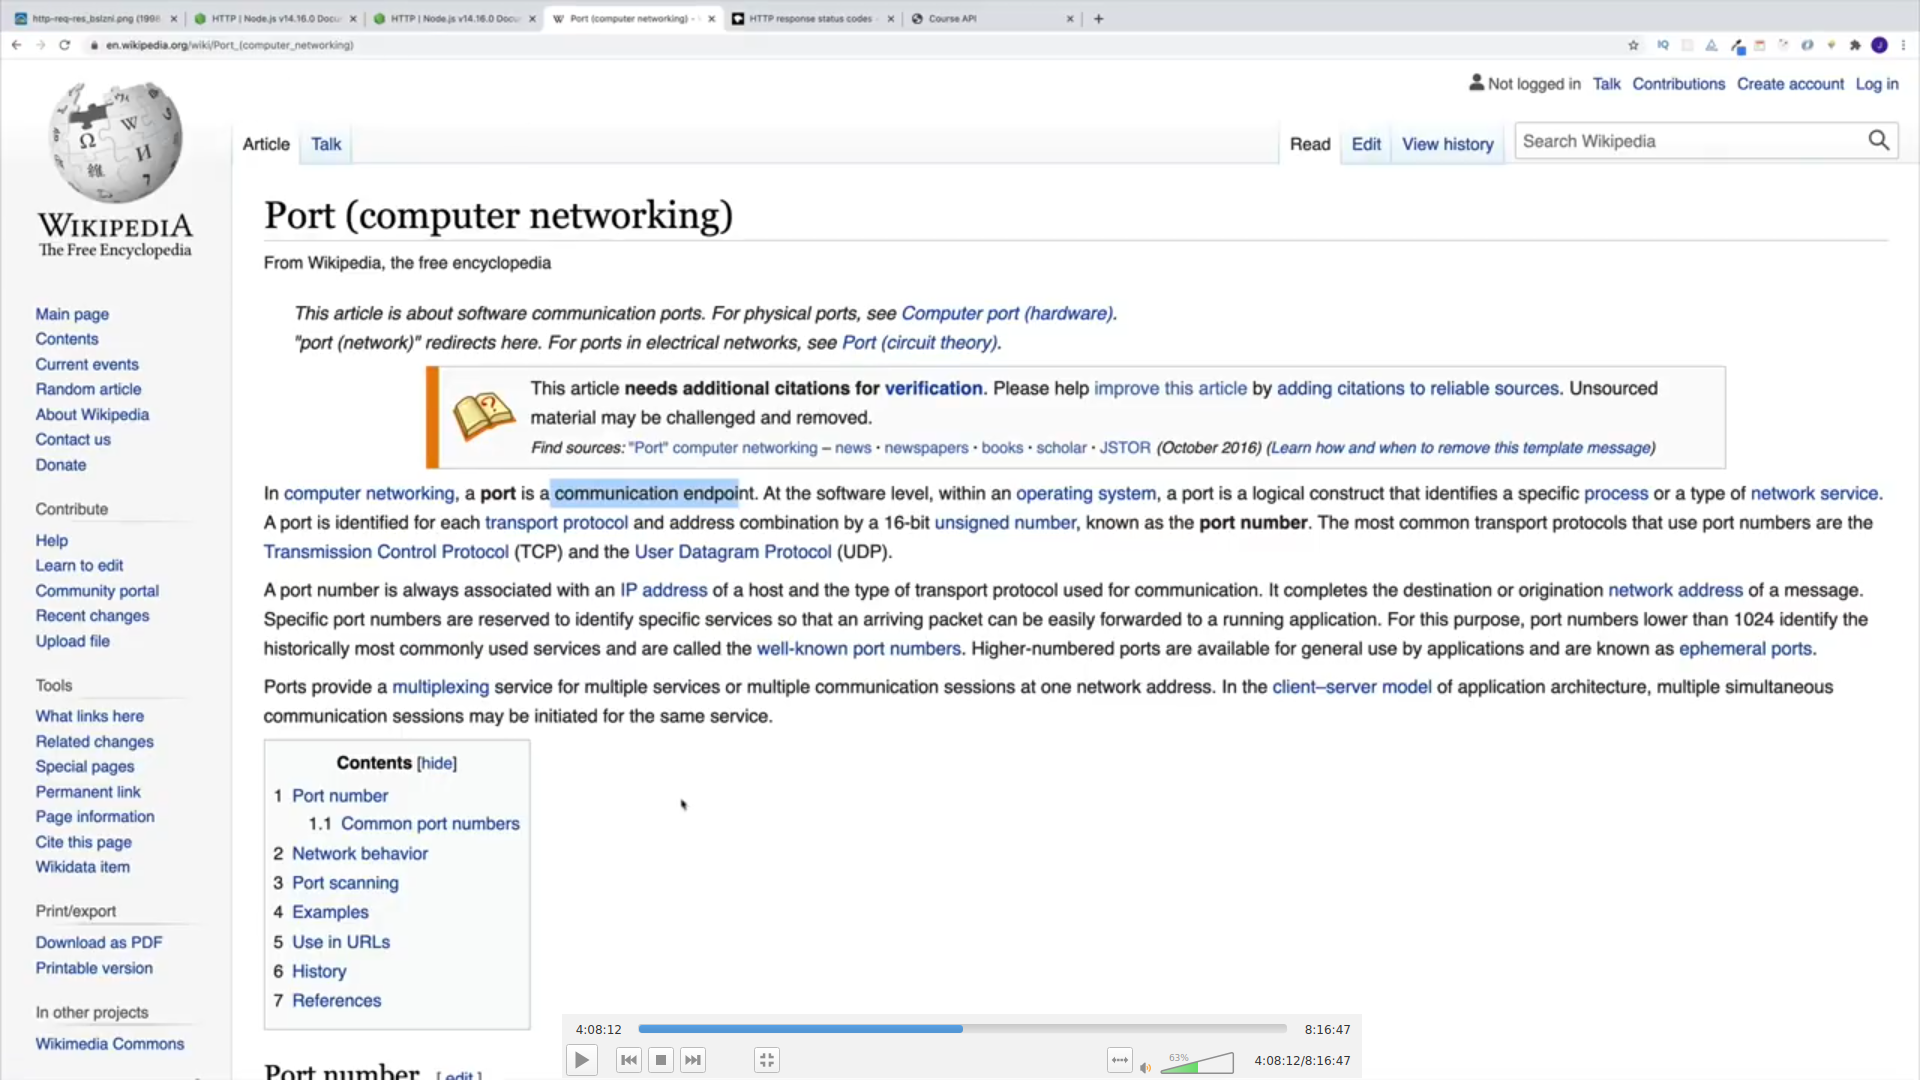 http-req-res_bslzni.png (1998
HTTP | Node.js v14.16.0 Docu
HTTP | Node.js v14.16.0 Docu
Port (computer networking) -
HTTP response status codes -
Course API
en.wikipedia.org/wiki/Port_(computer_networking)
Not logged in Talk Contributions Create account Log in
Article Talk Read Edit View history Search Wikipedia
WIKIPEDIA
The Free Encyclopedia
Main page
Contents
Current events
Random article
About Wikipedia
Contact us
Donate
Contribute
Help
Learn to edit
Community portal
Recent changes
Upload file
Tools
What links here
Related changes
Special pages
Permanent link
Page information
Cite this page
Wikidata item
Print/export
Download as PDF
Printable version
In other projects
Wikimedia Commons
Port (computer networking)
From Wikipedia, the free encyclopedia
This article is about software communication ports. For physical ports, see Computer port (hardware).
"port (network)" redirects here. For ports in electrical networks, see Port (circuit theory).
This article needs additional citations for verification. Please help improve this article by adding citations to reliable sources. Unsourced
material may be challenged and removed.
Find sources: "Port" computer networking – news · newspapers · books · scholar · JSTOR (October 2016) (Learn how and when to remove this template message)
In computer networking, a port is a communication endpoint. At the software level, within an operating system, a port is a logical construct that identifies a specific process or a type of network service.
A port is identified for each transport protocol and address combination by a 16-bit unsigned number, known as the port number. The most common transport protocols that use port numbers are the
Transmission Control Protocol (TCP) and the User Datagram Protocol (UDP).
A port number is always associated with an IP address of a host and the type of transport protocol used for communication. It completes the destination or origination network address of a message.
Specific port numbers are reserved to identify specific services so that an arriving packet can be easily forwarded to a running application. For this purpose, port numbers lower than 1024 identify the
historically most commonly used services and are called the well-known port numbers. Higher-numbered ports are available for general use by applications and are known as ephemeral ports.
Ports provide a multiplexing service for multiple services or multiple communication sessions at one network address. In the client–server model of application architecture, multiple simultaneous
communication sessions may be initiated for the same service.
Contents [hide]
1 Port number
1.1 Common port numbers
2 Network behavior
3 Port scanning
4 Examples
5 Use in URLs
6 History
7 References
Port number [ edit ]
4:08:12 8:16:47
63% 4:08:12/8:16:47